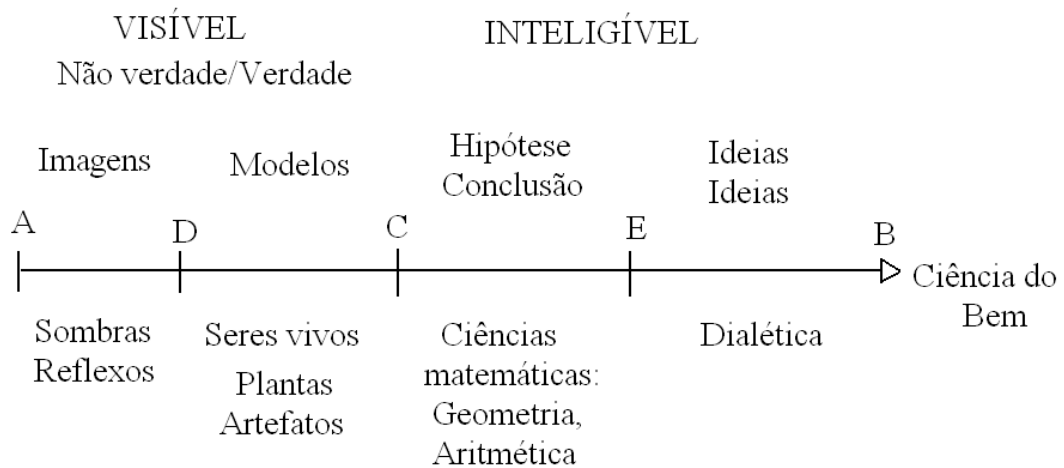 VISÍVEL
INTELIGÍVEL
Não verdade/Verdade
Imagens
Modelos
Hipótese
Conclusão
Ideias
Ideias
A
D
C
E
B
Ciência do
Bem
Sombras
Reflexos
Seres vivos
Plantas
Artefatos
Ciências
matemáticas:
Geometria,
Aritmética
Dialética